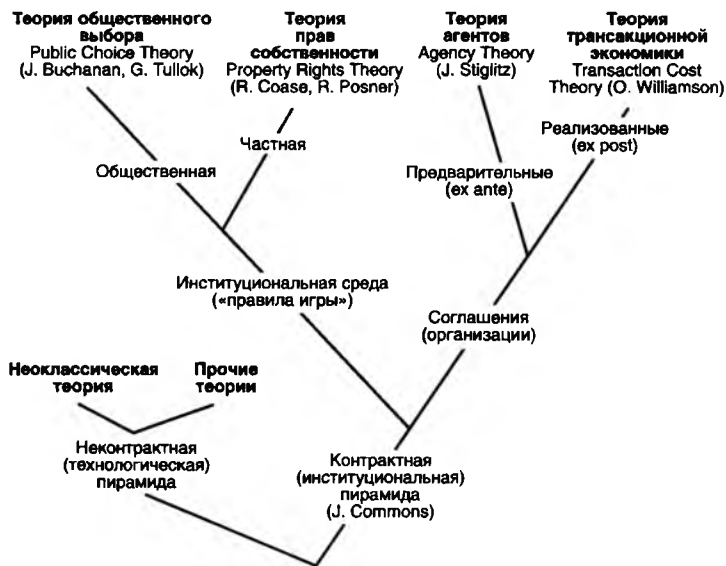 Теория общественного
выбора
Public Choice Theory
(J. Buchanan, G. Tullok)
Теория
прав
собственности
Property Rights Theory
(R. Coase, R. Posner)
Теория
агентов
Agency Theory
(J. Stiglitz)
Теория
трансакционной
экономики
Transaction Cost
Theory (O. Williamson)
Общественная
Частная
Предварительные
(ex ante)
Реализованные
(ex post)
Институциональная среда
(«правила игры»)
Соглашения
(организации)
Неоклассическая
теория
Прочие
теории
Неконтрактная
(технологическая)
пирамида
Контрактная
(институциональная)
пирамида
(J. Commons)